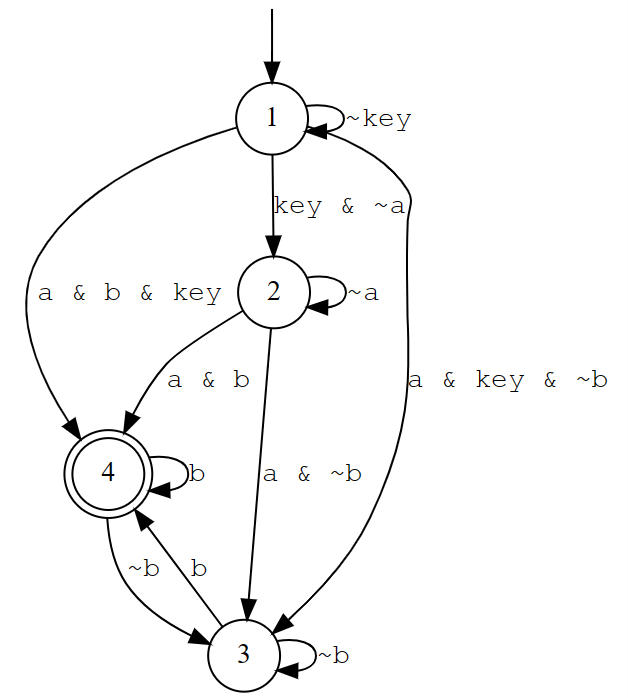 1
~key
key & ~a
a & b & key
2
~a
a & b
a & key & ~b
4
b
a & ~b
~b
b
3
~b